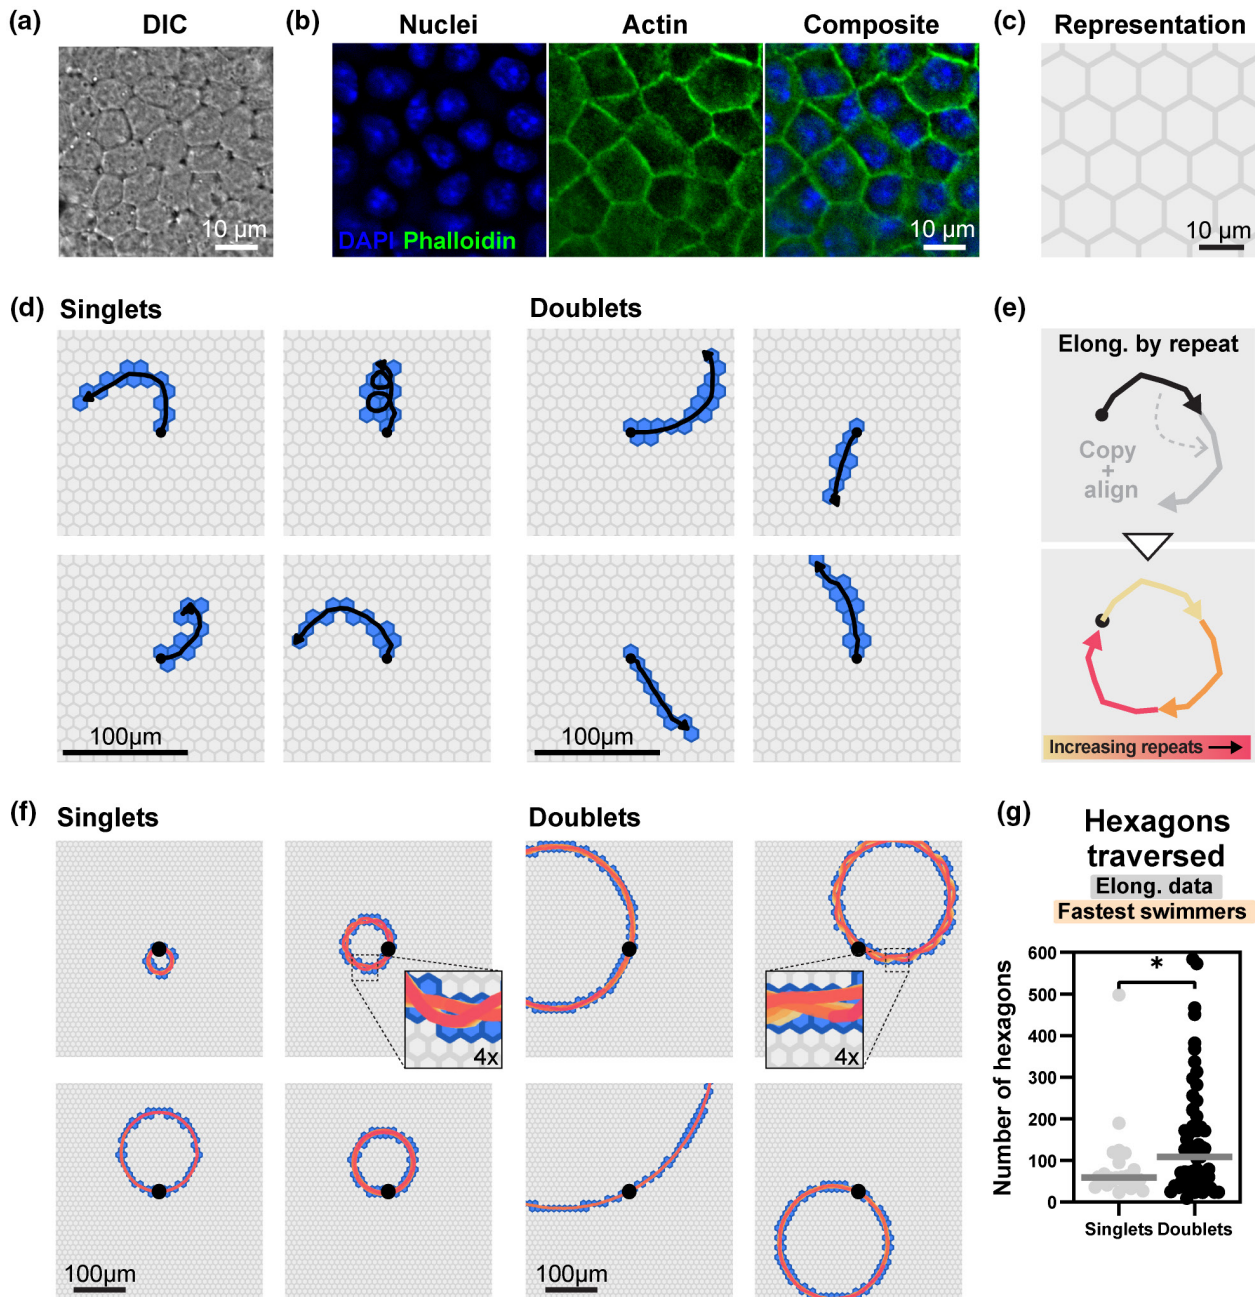 (a)
DIC
10 µm
(b)
Nuclei
Actin
Composite
DAPI Phalloidin
10 µm
(c)
Representation
10 µm
(d)
Singlets
Doublets
100µm
100µm
(e)
Elong. by repeat
Copy
+
align
Increasing repeats
(f)
Singlets
Doublets
4x
4x
100µm
100µm
(g)
Hexagons
traversed
Elong. data
Fastest swimmers
Number of hexagons
600
500
400
300
200
100
0
*
Singlets
Doublets